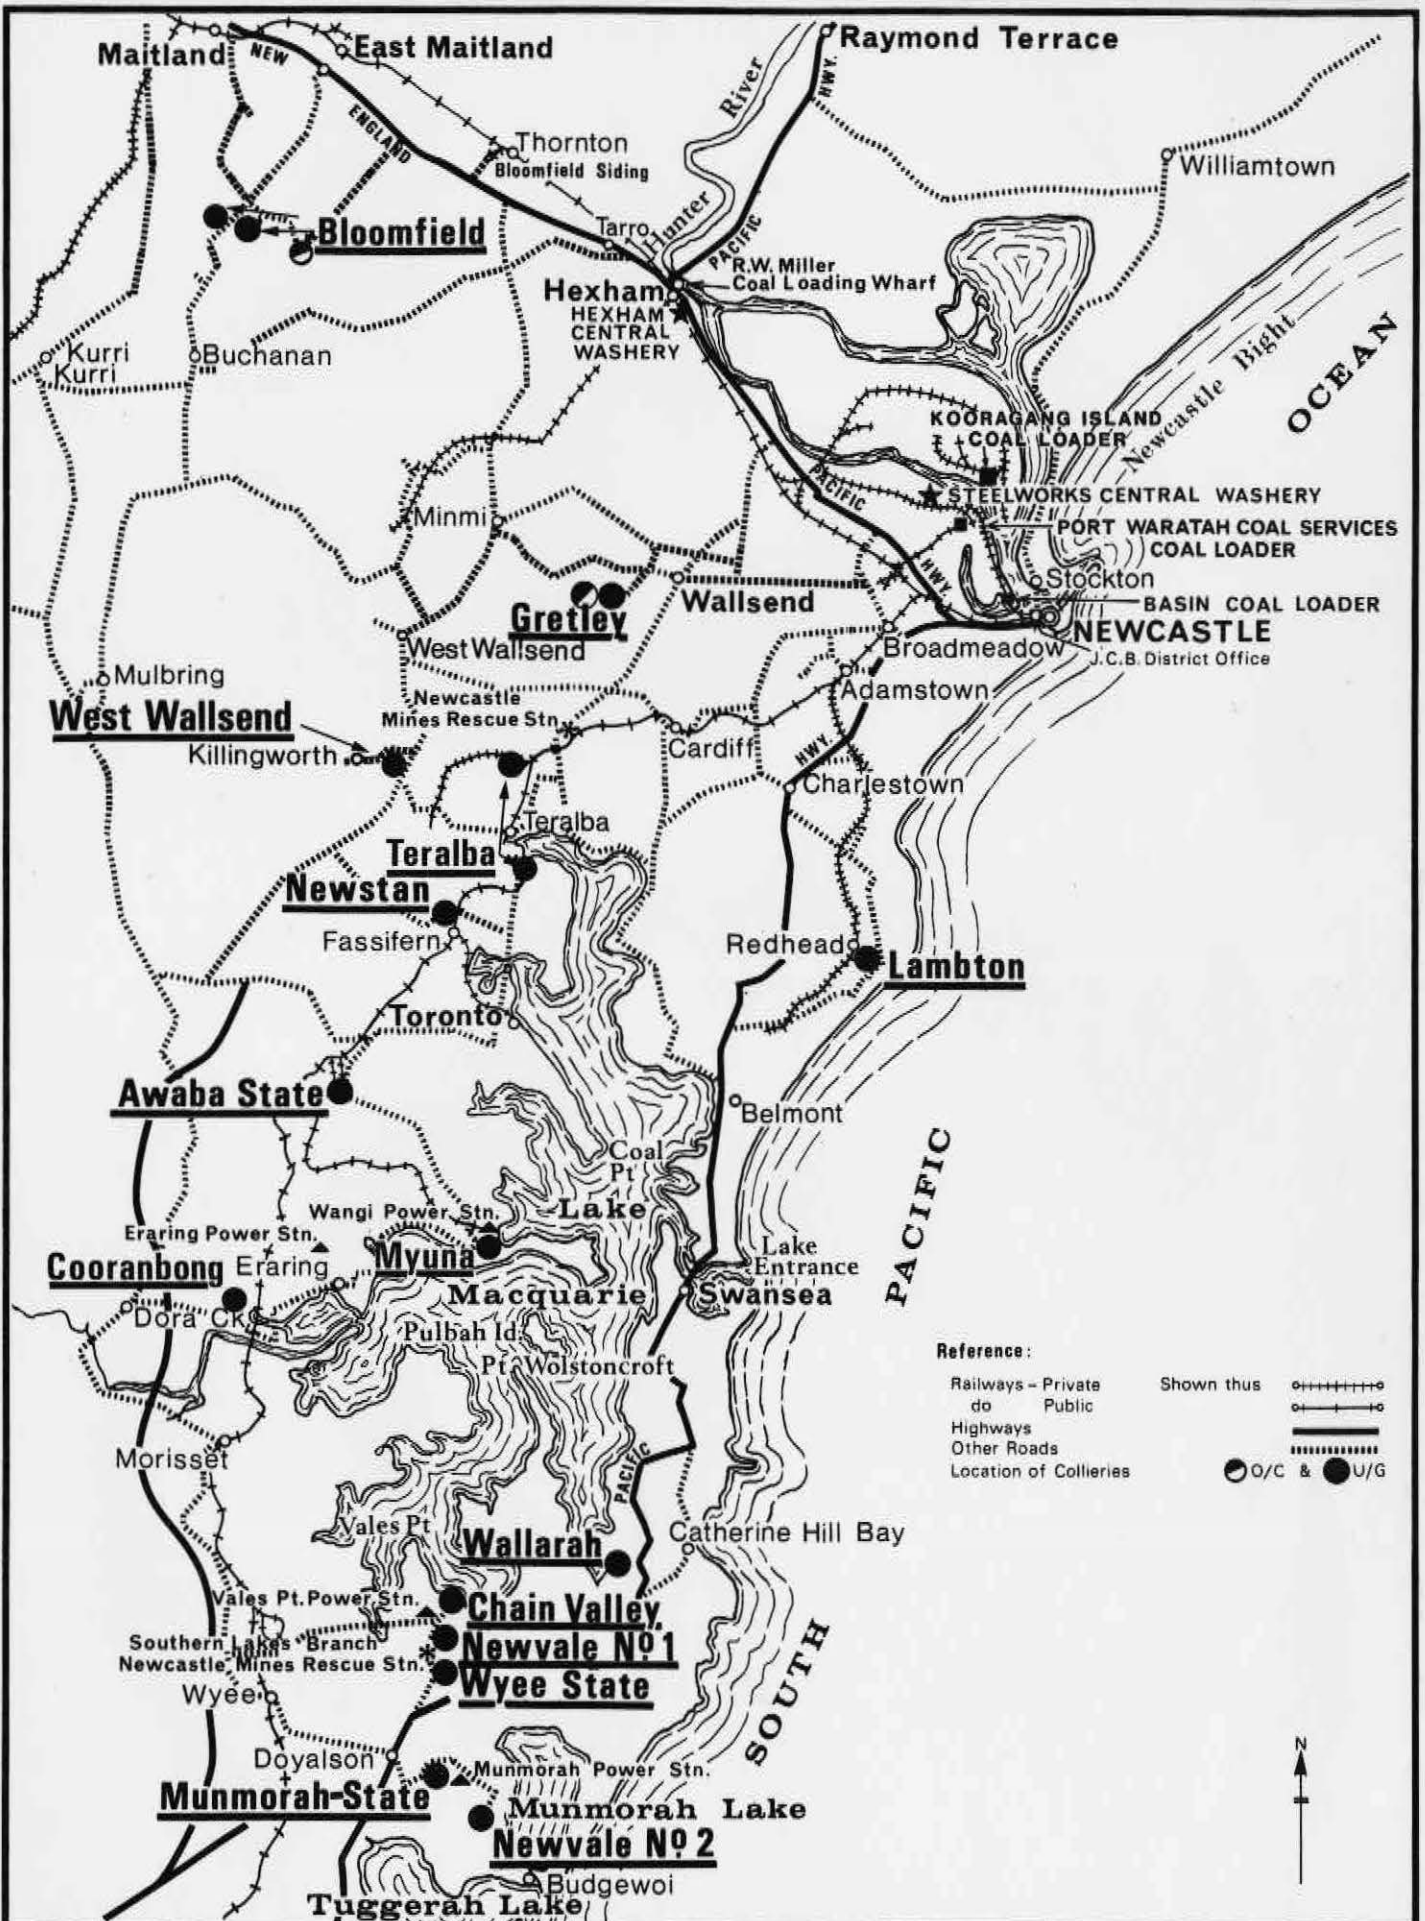 Maitland
NEW
East Maitland
ENGLAND
River
HWY.
Raymond Terrace
Thornton
Bloomfield Siding
Williamtown
Bloomfield
Tarro
Hunter
PACIFIC
R.W. Miller
Coal Loading Wharf
Hexham
HEXHAM
CENTRAL
WASHERY
Kurri
Kurri
Buchanan
Newcastle Bight
OCEAN
KOORAGANG ISLAND
COAL LOADER
PACIFIC
STEELWORKS CENTRAL WASHERY
Minmi
PORT WARATAH COAL SERVICES
COAL LOADER
HWY.
Stockton
Gretley
Wallsend
BASIN COAL LOADER
NEWCASTLE
West Wallsend
Broadmeadow
J.C.B. District Office
Mulbring
Adamstown
West Wallsend
Newcastle
Mines Rescue Stn.
Killingworth
Cardiff
HWY.
Charlestown
Teralba
Teralba
Newstan
Fassifern
Redhead
Lambton
Toronto
Awaba State
Belmont
Coal
Pt
PACIFIC
Lake
Wangi Power Stn.
Eraring Power Stn.
Myuna
Cooranbong
Eraring
Lake
Entrance
Macquarie
Swansea
Dora Ck.
Pulbah Id.
Pt. Wolstoncroft
Reference:
Railways - Private Shown thus
do Public
Highways
Other Roads
Location of Collieries O/C & U/G
Morisset
PACIFIC
Vales Pt
Catherine Hill Bay
Wallarah
Vales Pt. Power Stn.
Chain Valley
Southern Lakes Branch
Newcastle Mines Rescue Stn.
Newvale Nº 1
Wyee State
Wyee
SOUTH
Doyalson
Munmorah Power Stn.
Munmorah-State
Munmorah Lake
Newvale Nº 2
Budgewoi
Tuggerah Lake
N